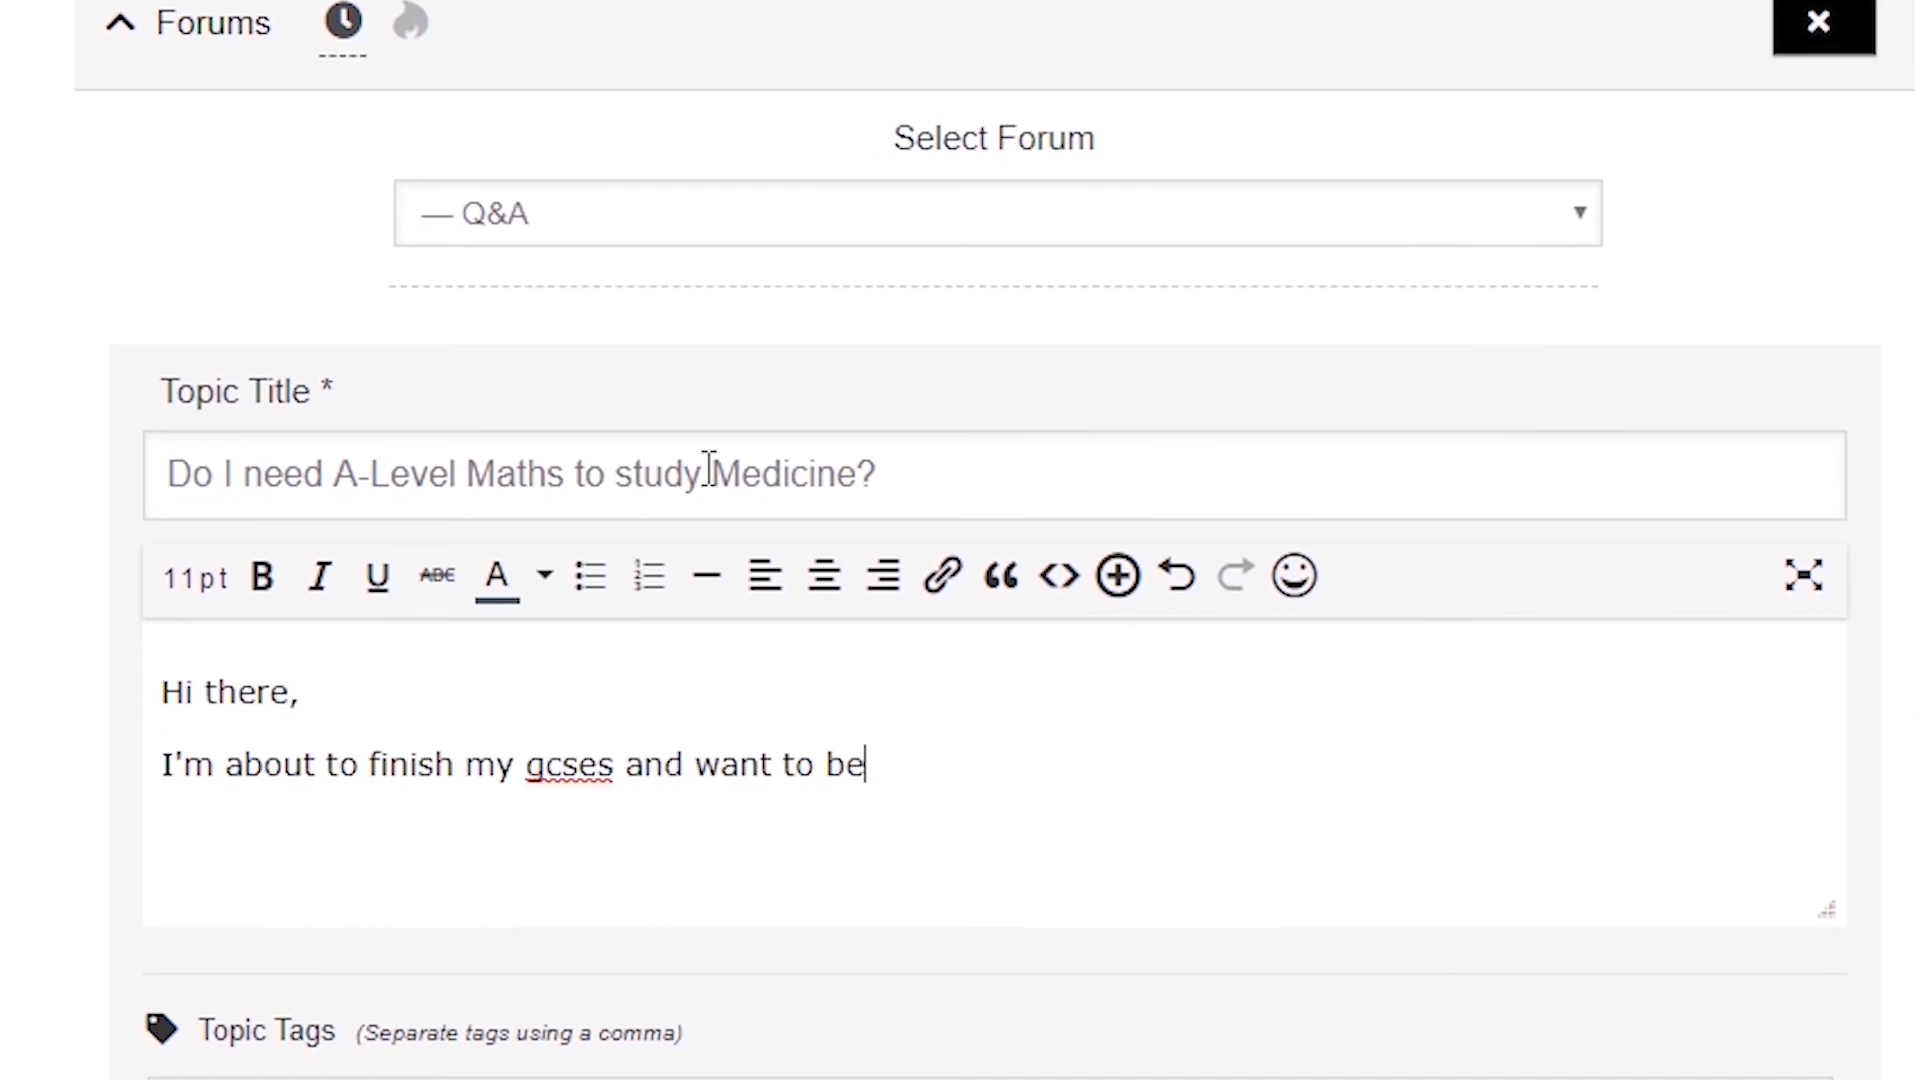 Forums
Select Forum
— Q&A
Topic Title *
Do I need A-Level Maths to study Medicine?
11pt B I U ABC A
Hi there,
I'm about to finish my gcses and want to be
Topic Tags (Separate tags using a comma)